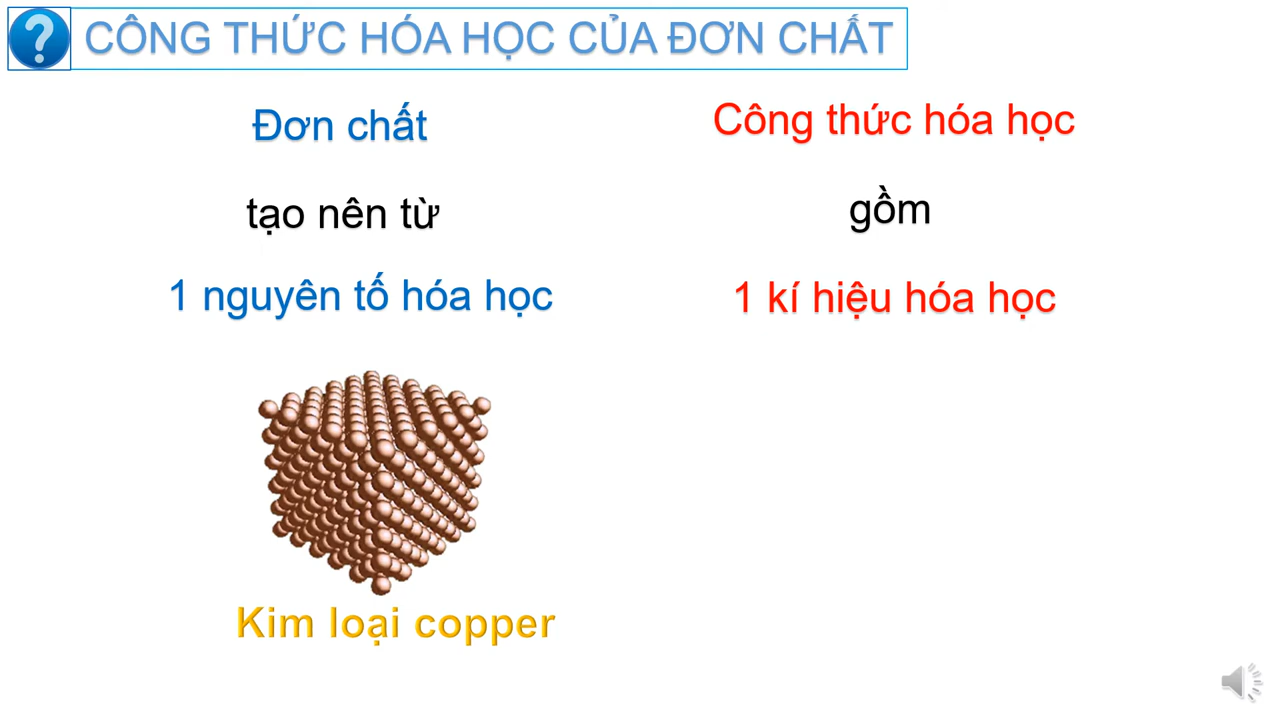 CÔNG THỨC HÓA HỌC CỦA ĐƠN CHẤT
Đơn chất
Công thức hóa học
tạo nên từ
gồm
1 nguyên tố hóa học
1 kí hiệu hóa học
Kim loại copper